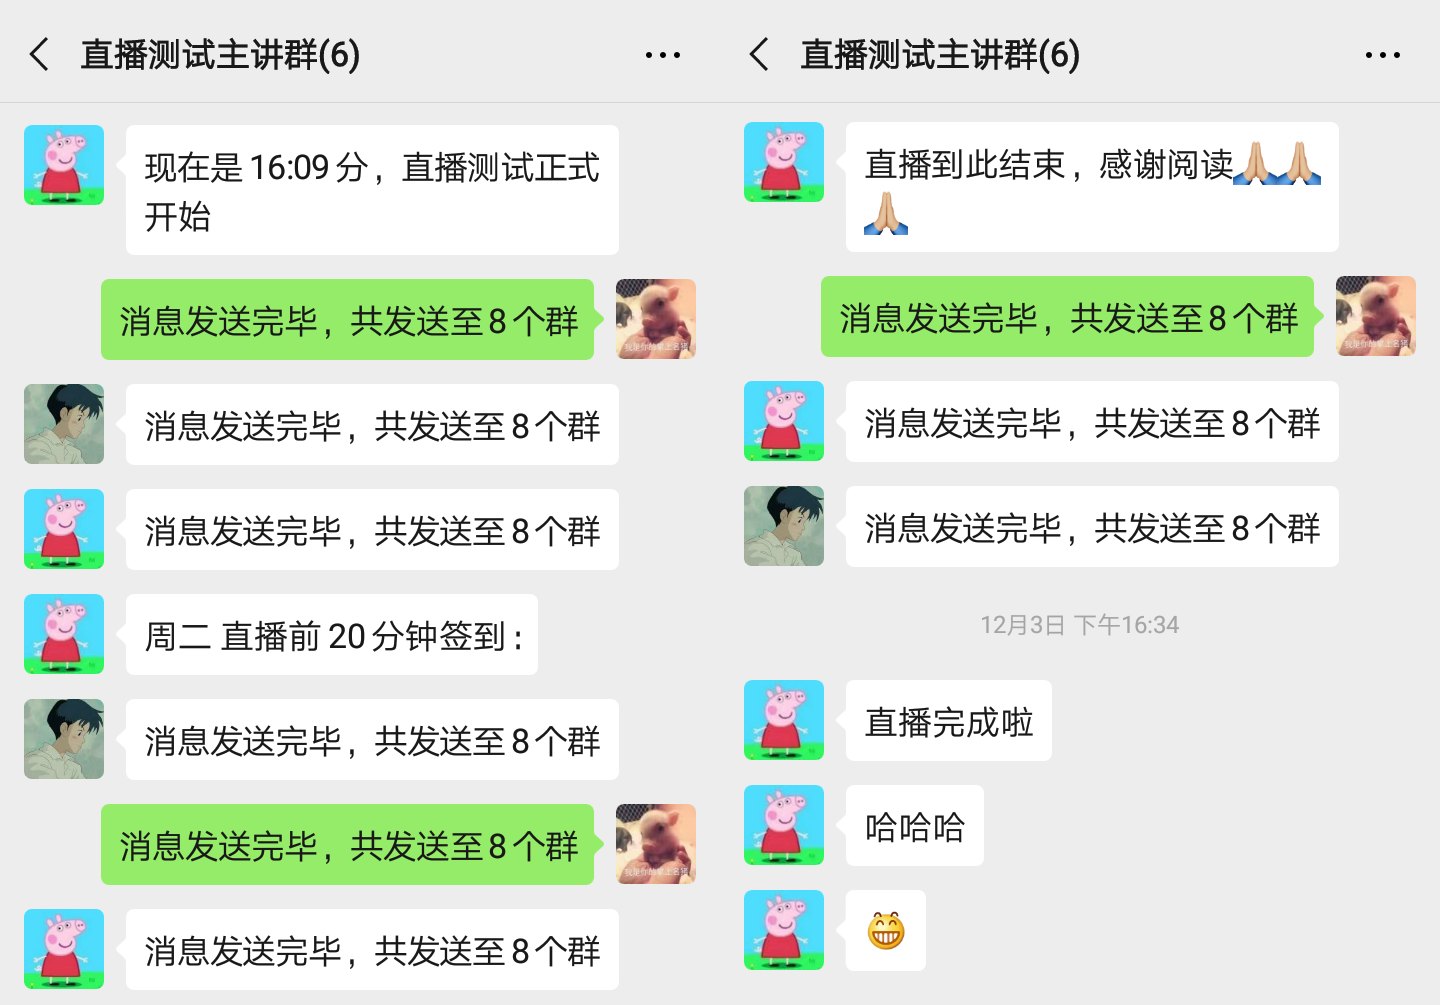 直播测试主讲群(6)
现在是 16:09 分，直播测试正式
开始
消息发送完毕，共发送至 8 个群
消息发送完毕，共发送至 8 个群
消息发送完毕，共发送至 8 个群
周二 直播前 20 分钟签到：
消息发送完毕，共发送至 8 个群
消息发送完毕，共发送至 8 个群
消息发送完毕，共发送至 8 个群
直播测试主讲群(6)
直播到此结束，感谢阅读🙏🏼🙏🏼
🙏🏼
消息发送完毕，共发送至 8 个群
消息发送完毕，共发送至 8 个群
消息发送完毕，共发送至 8 个群
12月3日 下午16:34
直播完成啦
哈哈哈